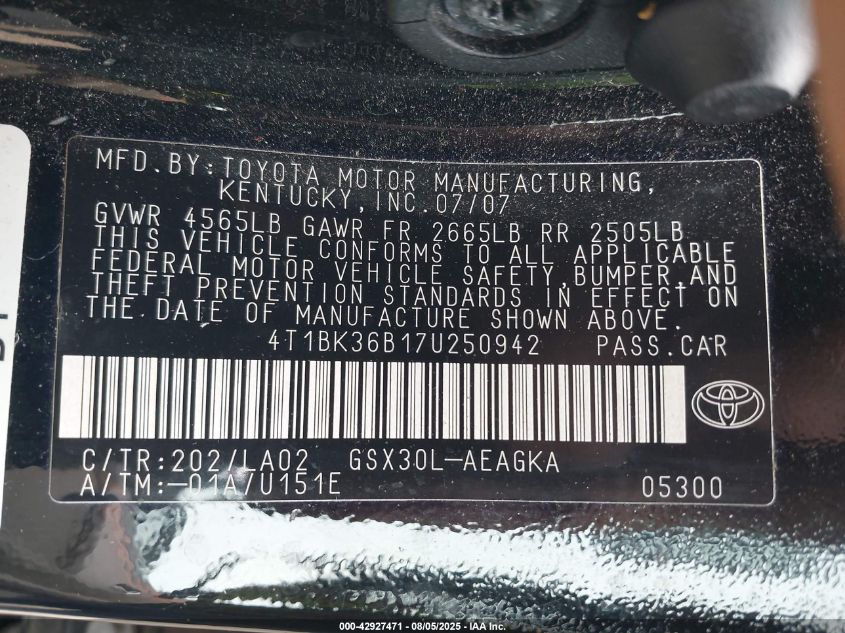 MFD.BY:TOYOTA MOTOR MANUFACTURING,
KENTUCKY,INC.07/07
GVWR 4565LB GAWR FR 2665LB RR 2505LB
THIS VEHICLE CONFORMS TO ALL APPLICABLE
FEDERAL MOTOR VEHICLE SAFETY,BUMPER,AND
THEFT PREVENTION STANDARDS IN EFFECT ON
THE DATE OF MANUFACTURE SHOWN ABOVE.
4T1BK36B17U250942 PASS.CAR
C/TR:202/LA02 GSX30L-AEAGKA
A/TM:-01A/U151E 05300
000-42927471 - 08/05/2025 - IAA Inc.